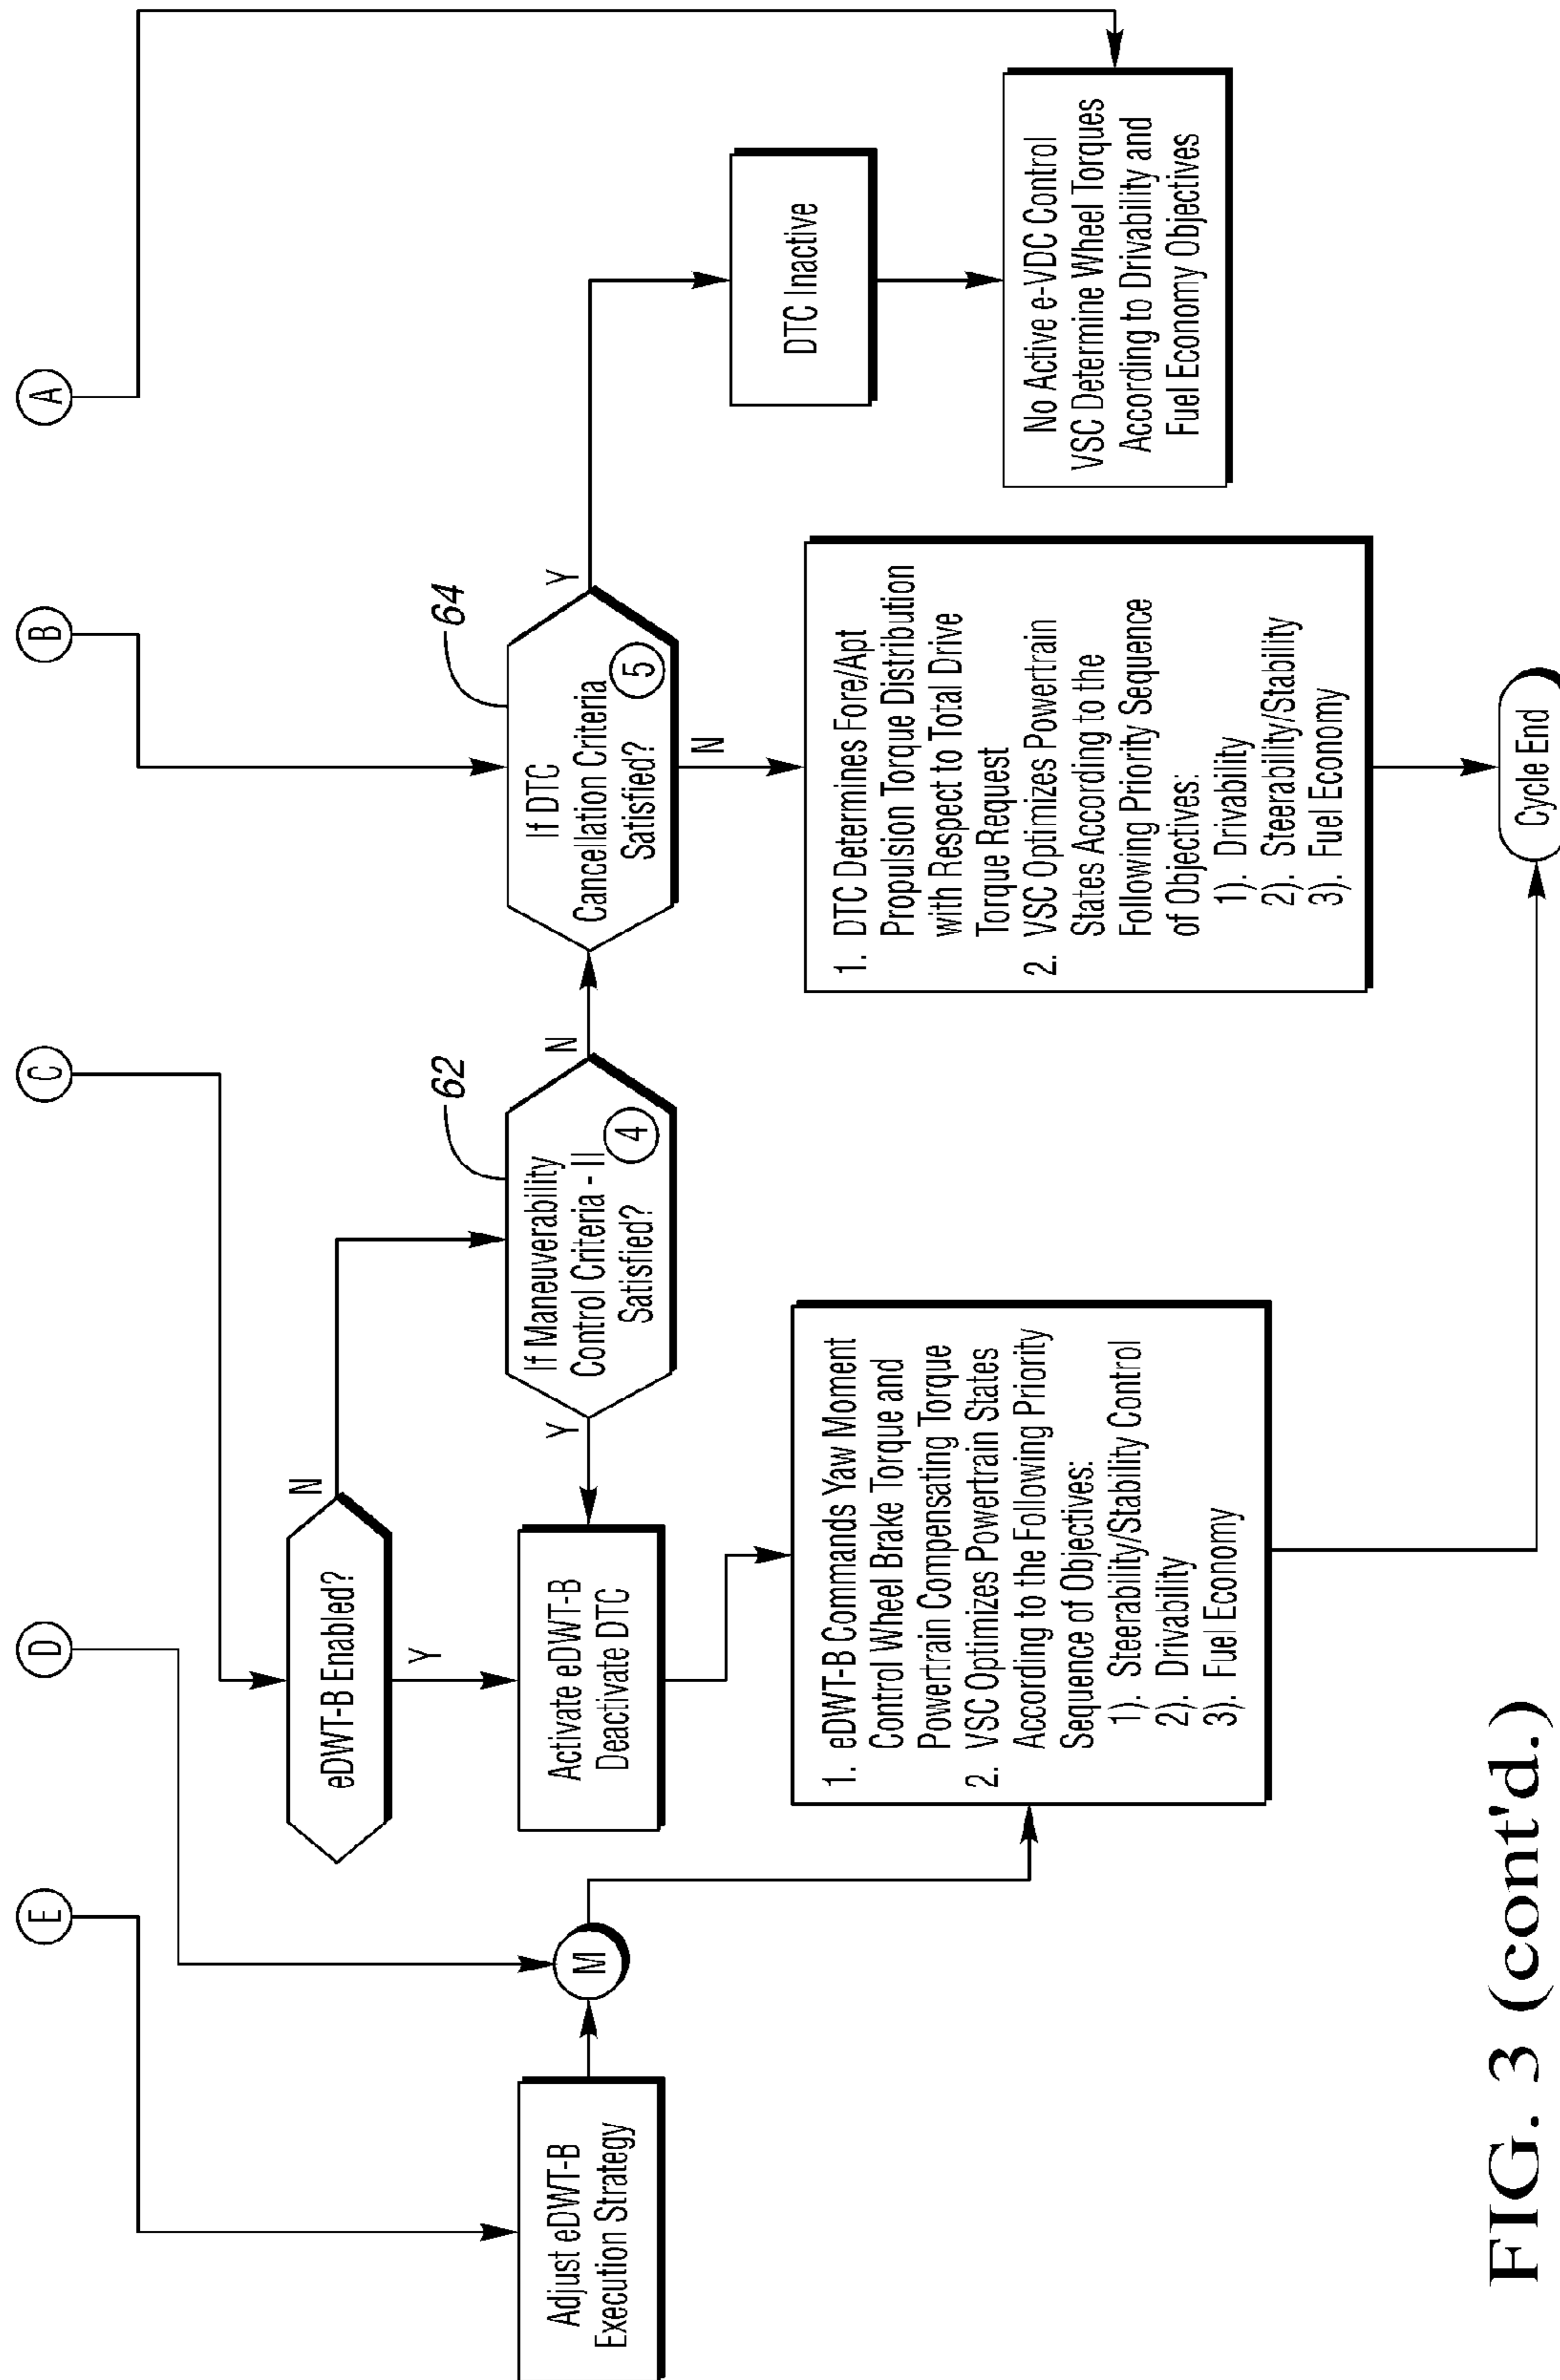 E
D
C
B
A
eDWT-B Enabled?
N
Y
Adjust eDWT-B
Execution Strategy
M
Activate eDWT-B
Deactivate DTC
Y
If Maneuverability
Control Criteria - II
Satisfied?
4
62
N
If DTC
Cancellation Criteria
Satisfied?
5
64
Y
N
DTC Inactive
1. eDWT-B Commands Yaw Moment
Control Wheel Brake Torque and
Powertrain Compensating Torque
2. VSC Optimizes Powertrain States
According to the Following Priority
Sequence of Objectives:
1). Steerability/Stability Control
2). Drivability
3). Fuel Economy
1. DTC Determines Fore/Apt
Propulsion Torque Distribution
with Respect to Total Drive
Torque Request
2. VSC Optimizes Powertrain
States According to the
Following Priority Sequence
of Objectives:
1). Drivability
2). Steerability/Stability
3). Fuel Economy
No Active e-VDC Control
VSC Determine Wheel Torques
According to Drivability and
Fuel Economy Objectives
Cycle End
FIG. 3 (cont'd.)